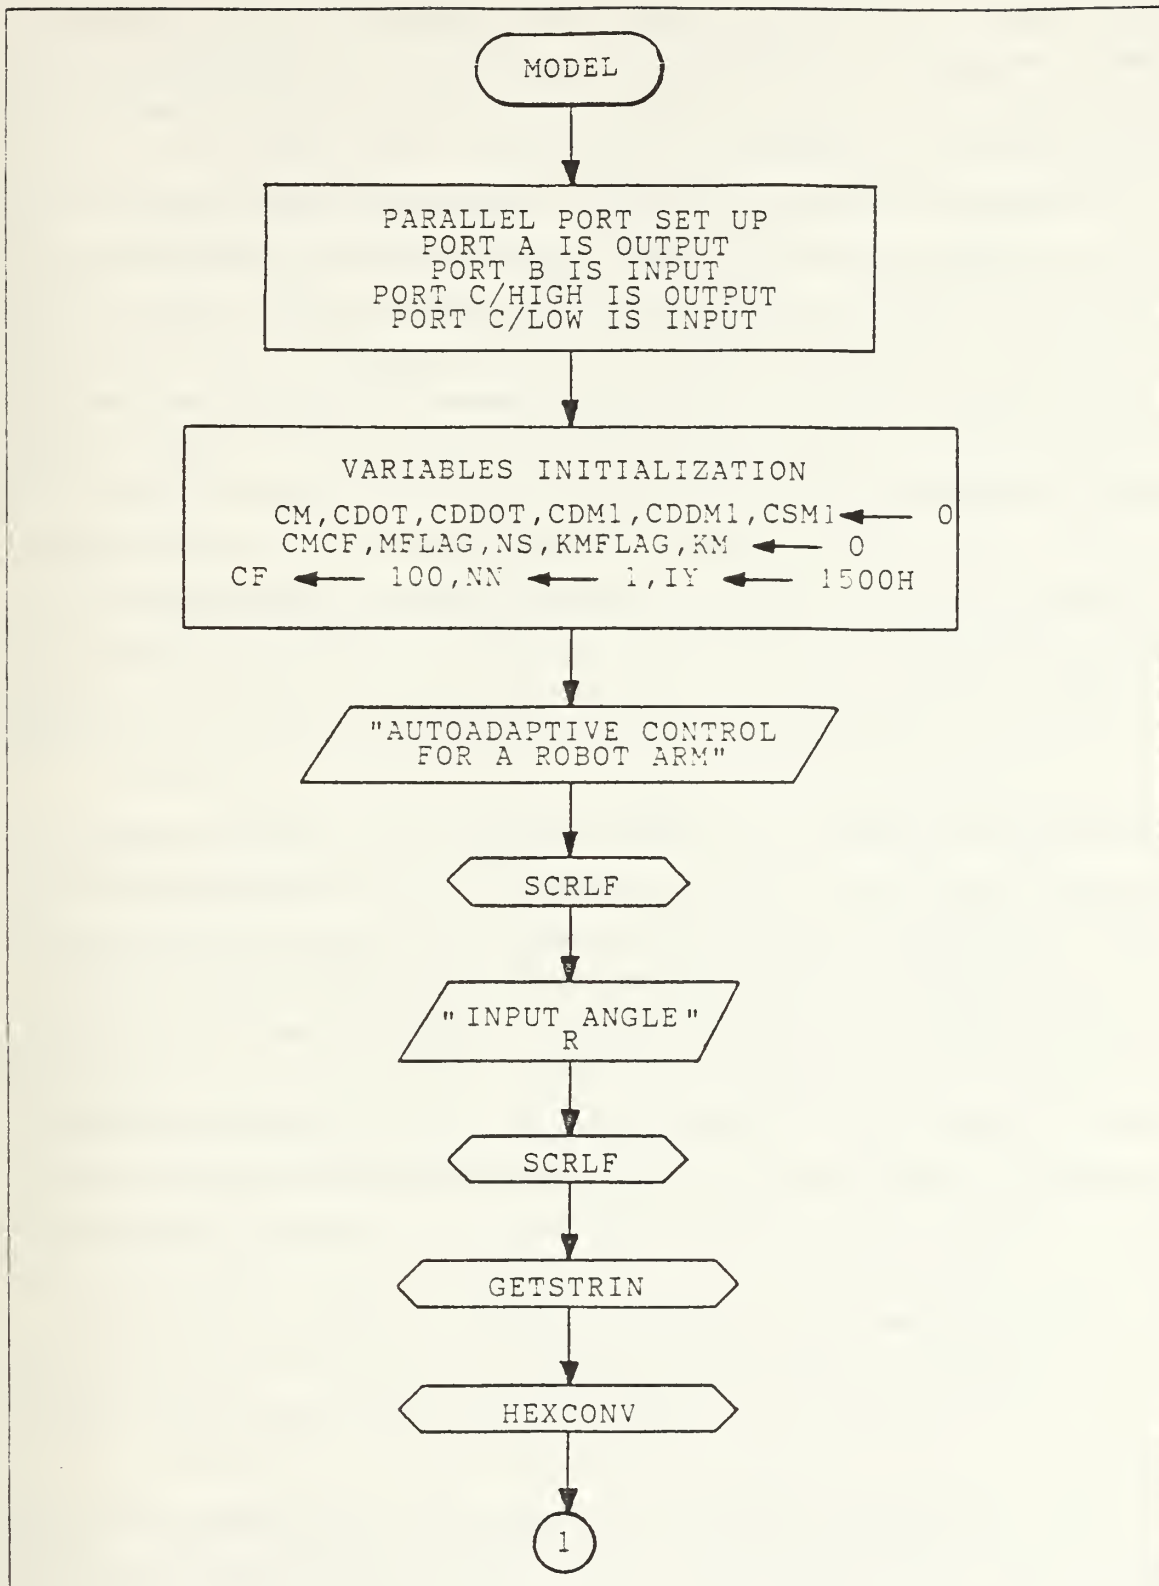 MODEL
PARALLEL PORT SET UP
PORT A IS OUTPUT
PORT B IS INPUT
PORT C/HIGH IS OUTPUT
PORT C/LOW IS INPUT
VARIABLES INITIALIZATION
CM,CDOT,CDDOT,CDM1,CDDM1,CSM1 ← 0
CMCF,MFLAG,NS,KMFLAG,KM ← 0
CF ← 100,NN ← 1,IY ← 1500H
"AUTOADAPTIVE CONTROL
FOR A ROBOT ARM"
SCRLF
"INPUT ANGLE"
R
SCRLF
GETSTRIN
HEXCONV
1